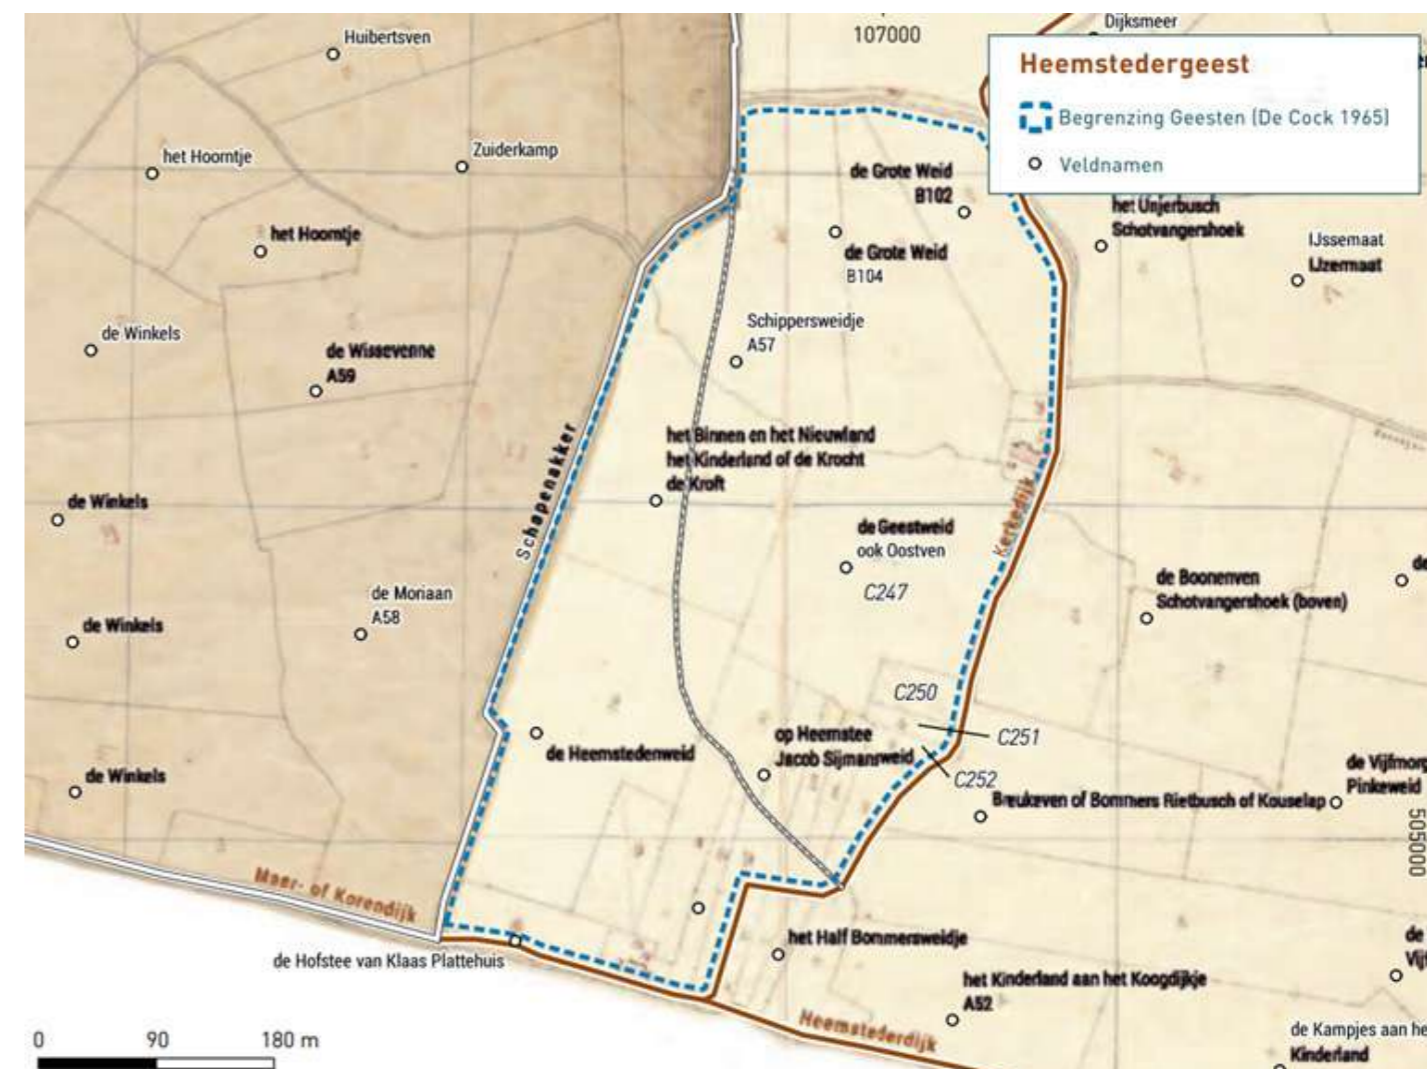 Dijksmeer
107000
Huibertsven
Heemstedergeest
Begrenzing Geesten (De Cock 1965)
Veldnamen
het Hoorntje
Zuiderkamp
de Grote Weid
B102
het Unjerbusch
Schotvangershoek
het Hoorntje
de Grote Weid
B104
IJssemaat
IJzermaat
de Winkels
Schippersweidje
A57
de Wissevenne
A59
Schapenakker
het Binnen en het Nieuwland
het Kinderland of de Krocht
de Kroft
de Winkels
Kerkedijk
de Geestweid
ook Oostven
C247
de
de Boonenven
Schotvangershoek (boven)
de Moriaan
A58
de Winkels
C250
C251
C252
op Heemstee
Jacob Sijmansweid
de Heemstedenweid
de Winkels
de Vijfmorg
Pinkeweid
Breukeven of Bommers Rietbusch of Kouselap
505000
Maer- of Korendijk
het Half Bommersweidje
de
Vijf
de Hofstee van Klaas Plattehuis
het Kinderland aan het Koogdijkje
A52
Heemstederdijk
de Kampjes aan he
Kinderland
0 90 180 m